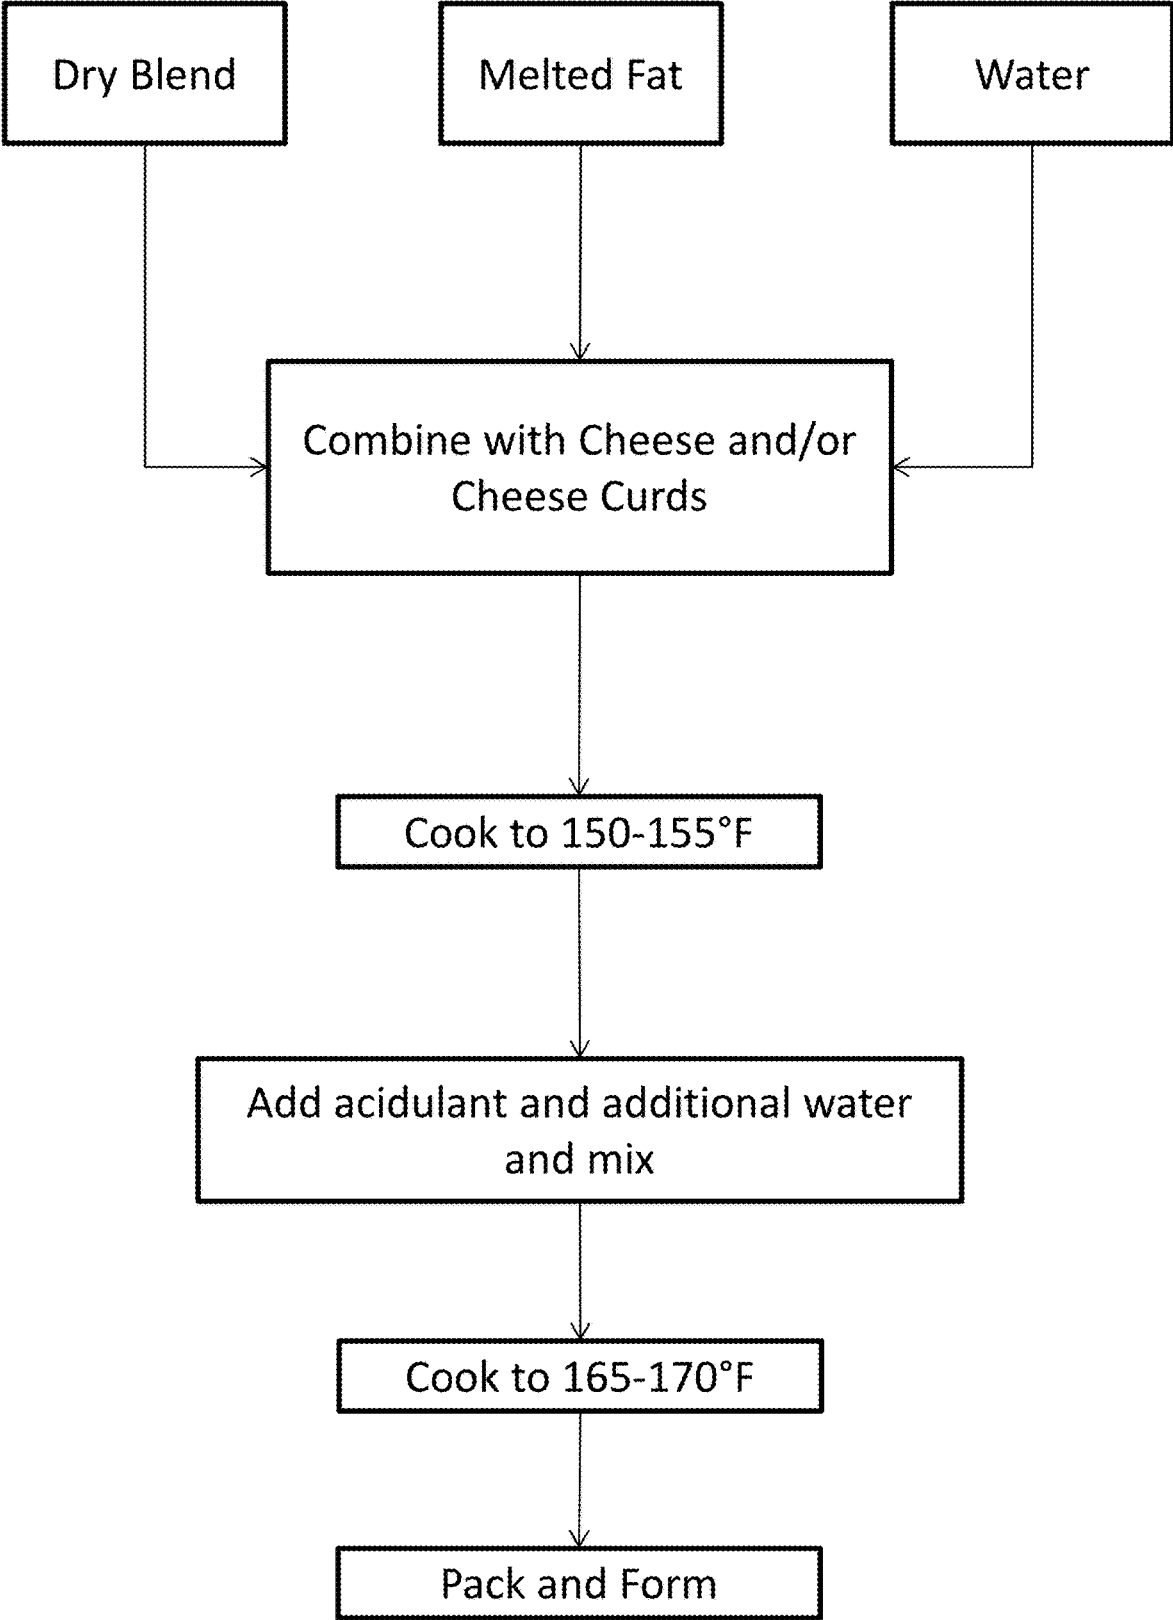 Dry Blend
Melted Fat
Water
Combine with Cheese and/or
Cheese Curds
Cook to 150-155°F
Add acidulant and additional water
and mix
Cook to 165-170°F
Pack and Form